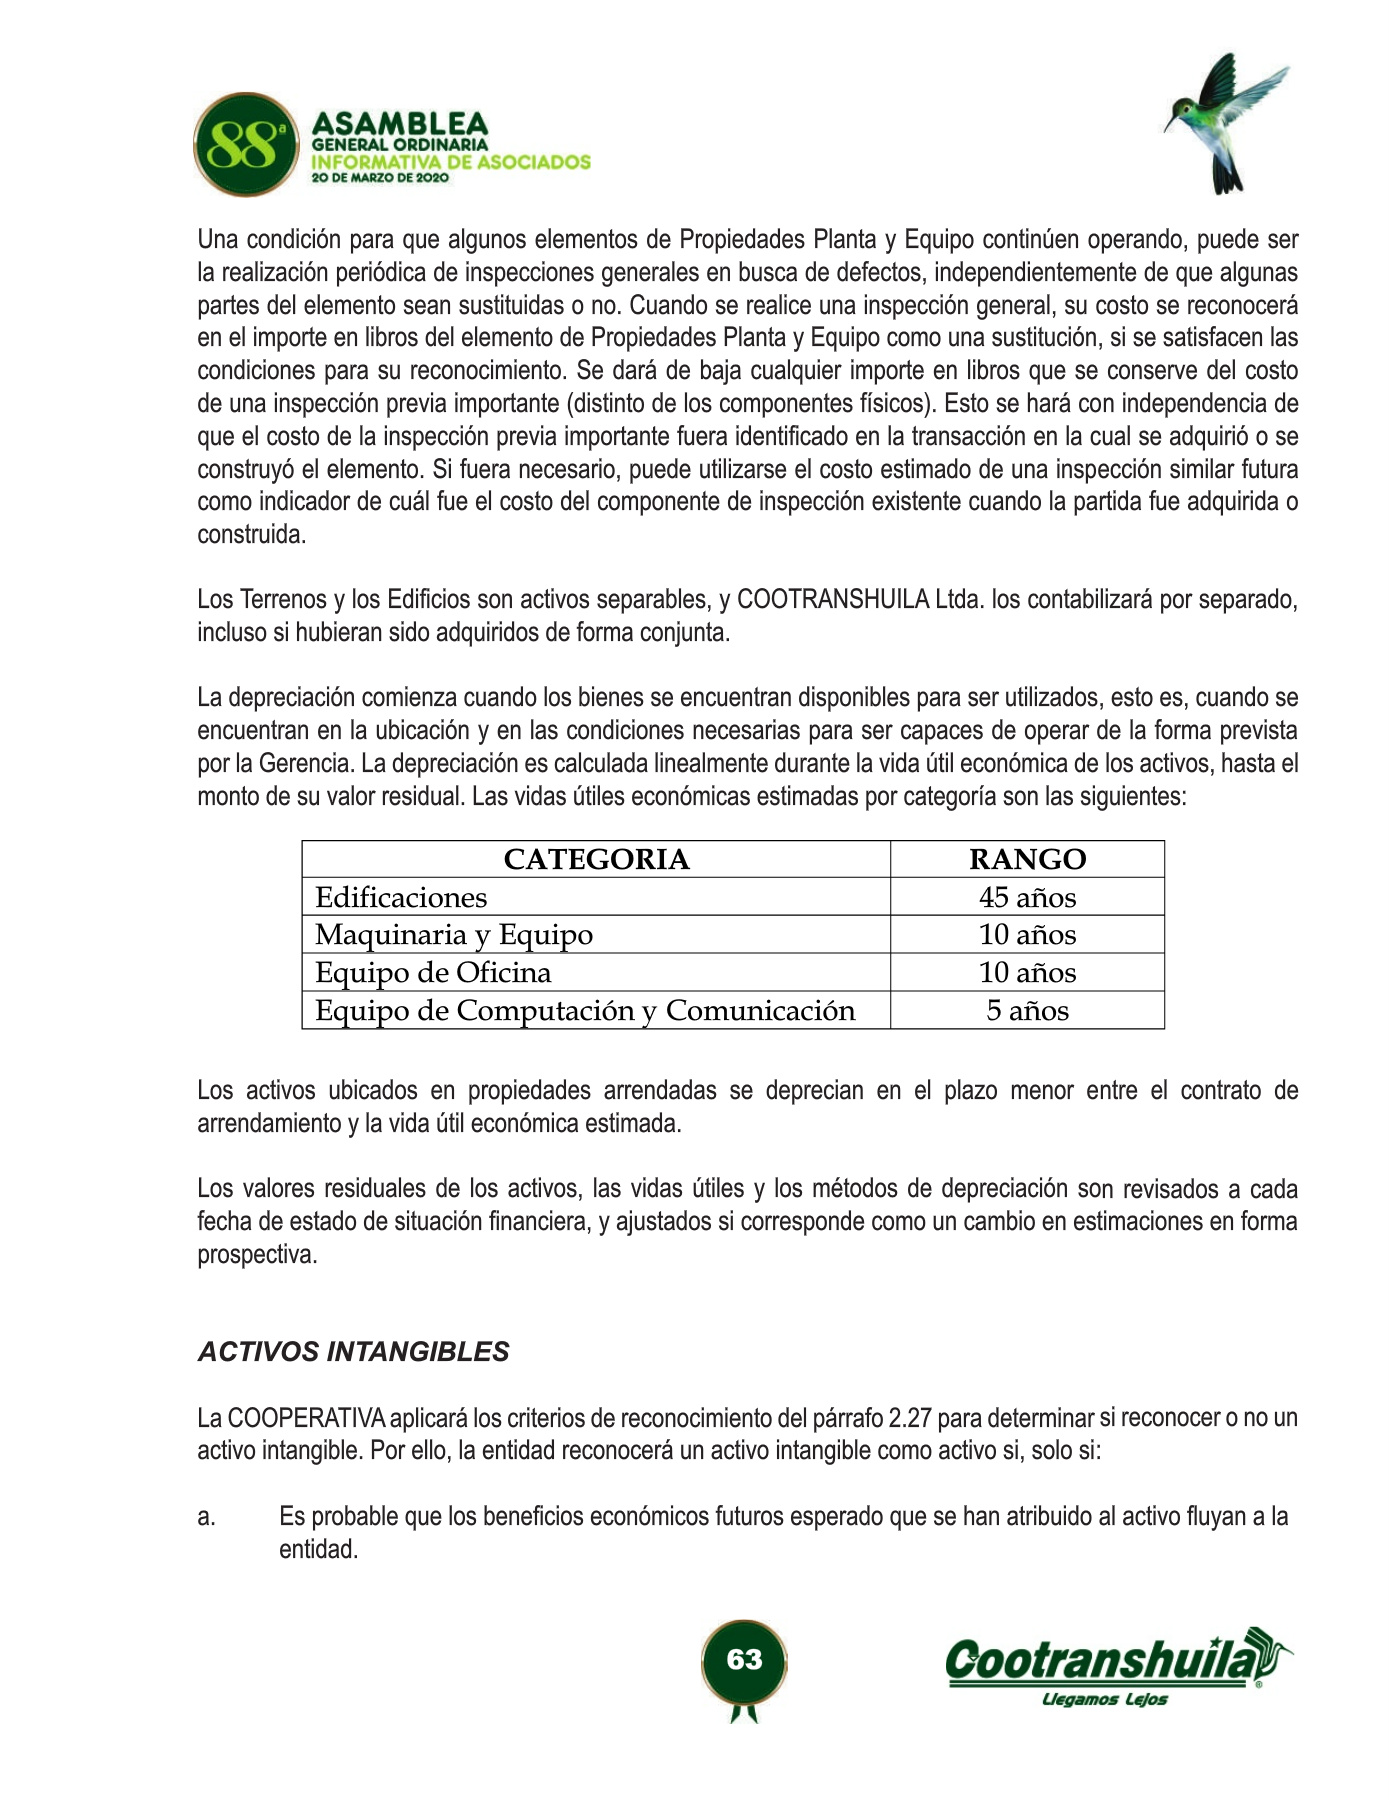 88ª
ASAMBLEA
GENERAL ORDINARIA
INFORMATIVA DE ASOCIADOS
20 DE MARZO DE 2020
Una condición para que algunos elementos de Propiedades Planta y Equipo continúen operando, puede ser
la realización periódica de inspecciones generales en busca de defectos, independientemente de que algunas
partes del elemento sean sustituidas o no. Cuando se realice una inspección general, su costo se reconocerá
en el importe en libros del elemento de Propiedades Planta y Equipo como una sustitución, si se satisfacen las
condiciones para su reconocimiento. Se dará de baja cualquier importe en libros que se conserve del costo
de una inspección previa importante (distinto de los componentes físicos). Esto se hará con independencia de
que el costo de la inspección previa importante fuera identificado en la transacción en la cual se adquirió o se
construyó el elemento. Si fuera necesario, puede utilizarse el costo estimado de una inspección similar futura
como indicador de cuál fue el costo del componente de inspección existente cuando la partida fue adquirida o
construida.
Los Terrenos y los Edificios son activos separables, y COOTRANSHUILA Ltda. los contabilizará por separado,
incluso si hubieran sido adquiridos de forma conjunta.
La depreciación comienza cuando los bienes se encuentran disponibles para ser utilizados, esto es, cuando se
encuentran en la ubicación y en las condiciones necesarias para ser capaces de operar de la forma prevista
por la Gerencia. La depreciación es calculada linealmente durante la vida útil económica de los activos, hasta el
monto de su valor residual. Las vidas útiles económicas estimadas por categoría son las siguientes:
CATEGORIA RANGO
Edificaciones 45 años
Maquinaria y Equipo 10 años
Equipo de Oficina 10 años
Equipo de Computación y Comunicación 5 años
Los activos ubicados en propiedades arrendadas se deprecian en el plazo menor entre el contrato de
arrendamiento y la vida útil económica estimada.
Los valores residuales de los activos, las vidas útiles y los métodos de depreciación son revisados a cada
fecha de estado de situación financiera, y ajustados si corresponde como un cambio en estimaciones en forma
prospectiva.
ACTIVOS INTANGIBLES
La COOPERATIVA aplicará los criterios de reconocimiento del párrafo 2.27 para determinar si reconocer o no un
activo intangible. Por ello, la entidad reconocerá un activo intangible como activo si, solo si:
a. Es probable que los beneficios económicos futuros esperado que se han atribuido al activo fluyan a la
entidad.
63
Cootranshuila®
Llegamos Lejos